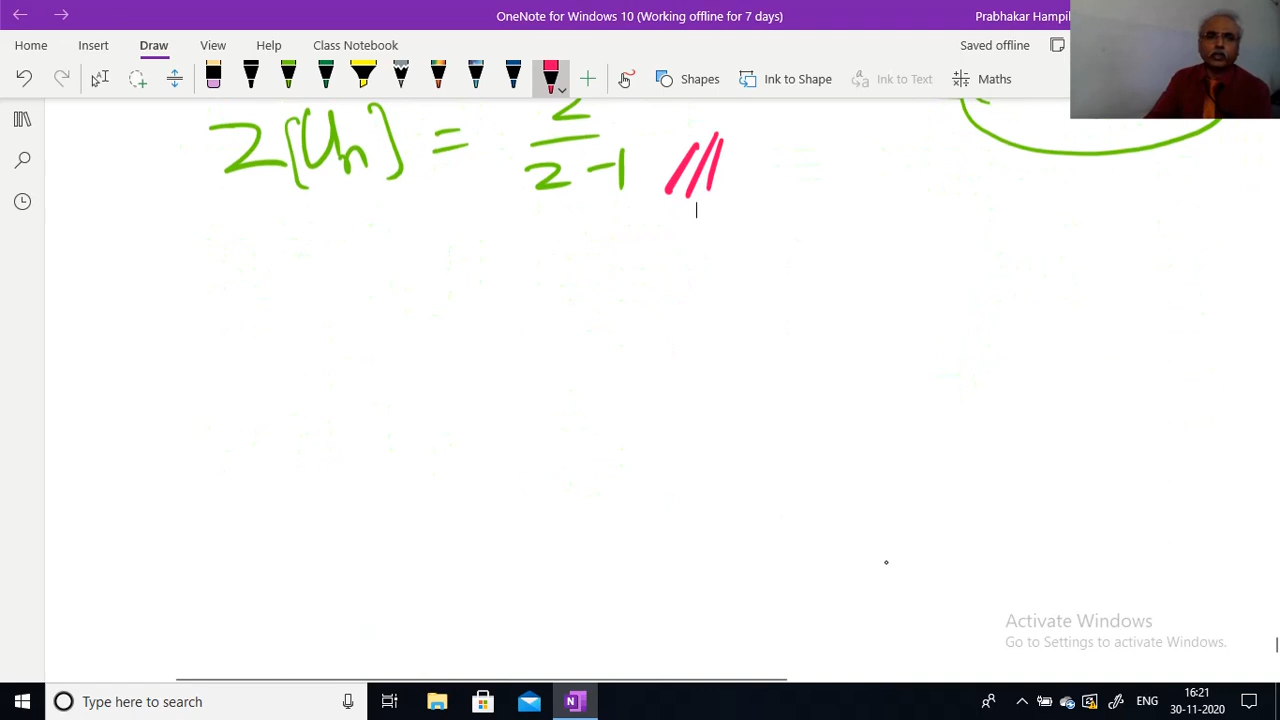 OneNote for Windows 10 (Working offline for 7 days)
Prabhakar Hampil
Home Insert Draw View Help Class Notebook
Saved offline
Shapes Ink to Shape Ink to Text Maths
Z[Un] = z
z-1
Activate Windows
Go to Settings to activate Windows.
Type here to search
ENG
16:21
30-11-2020